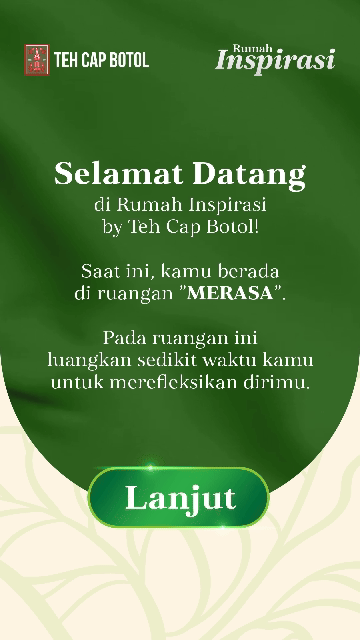 TEH CAP BOTOL
Rumah
Inspirasi
Selamat Datang
di Rumah Inspirasi
by Teh Cap Botol!
Saat ini, kamu berada
di ruangan "MERASA".
Pada ruangan ini
luangkan sedikit waktu kamu
untuk merefleksikan dirimu.
Lanjut